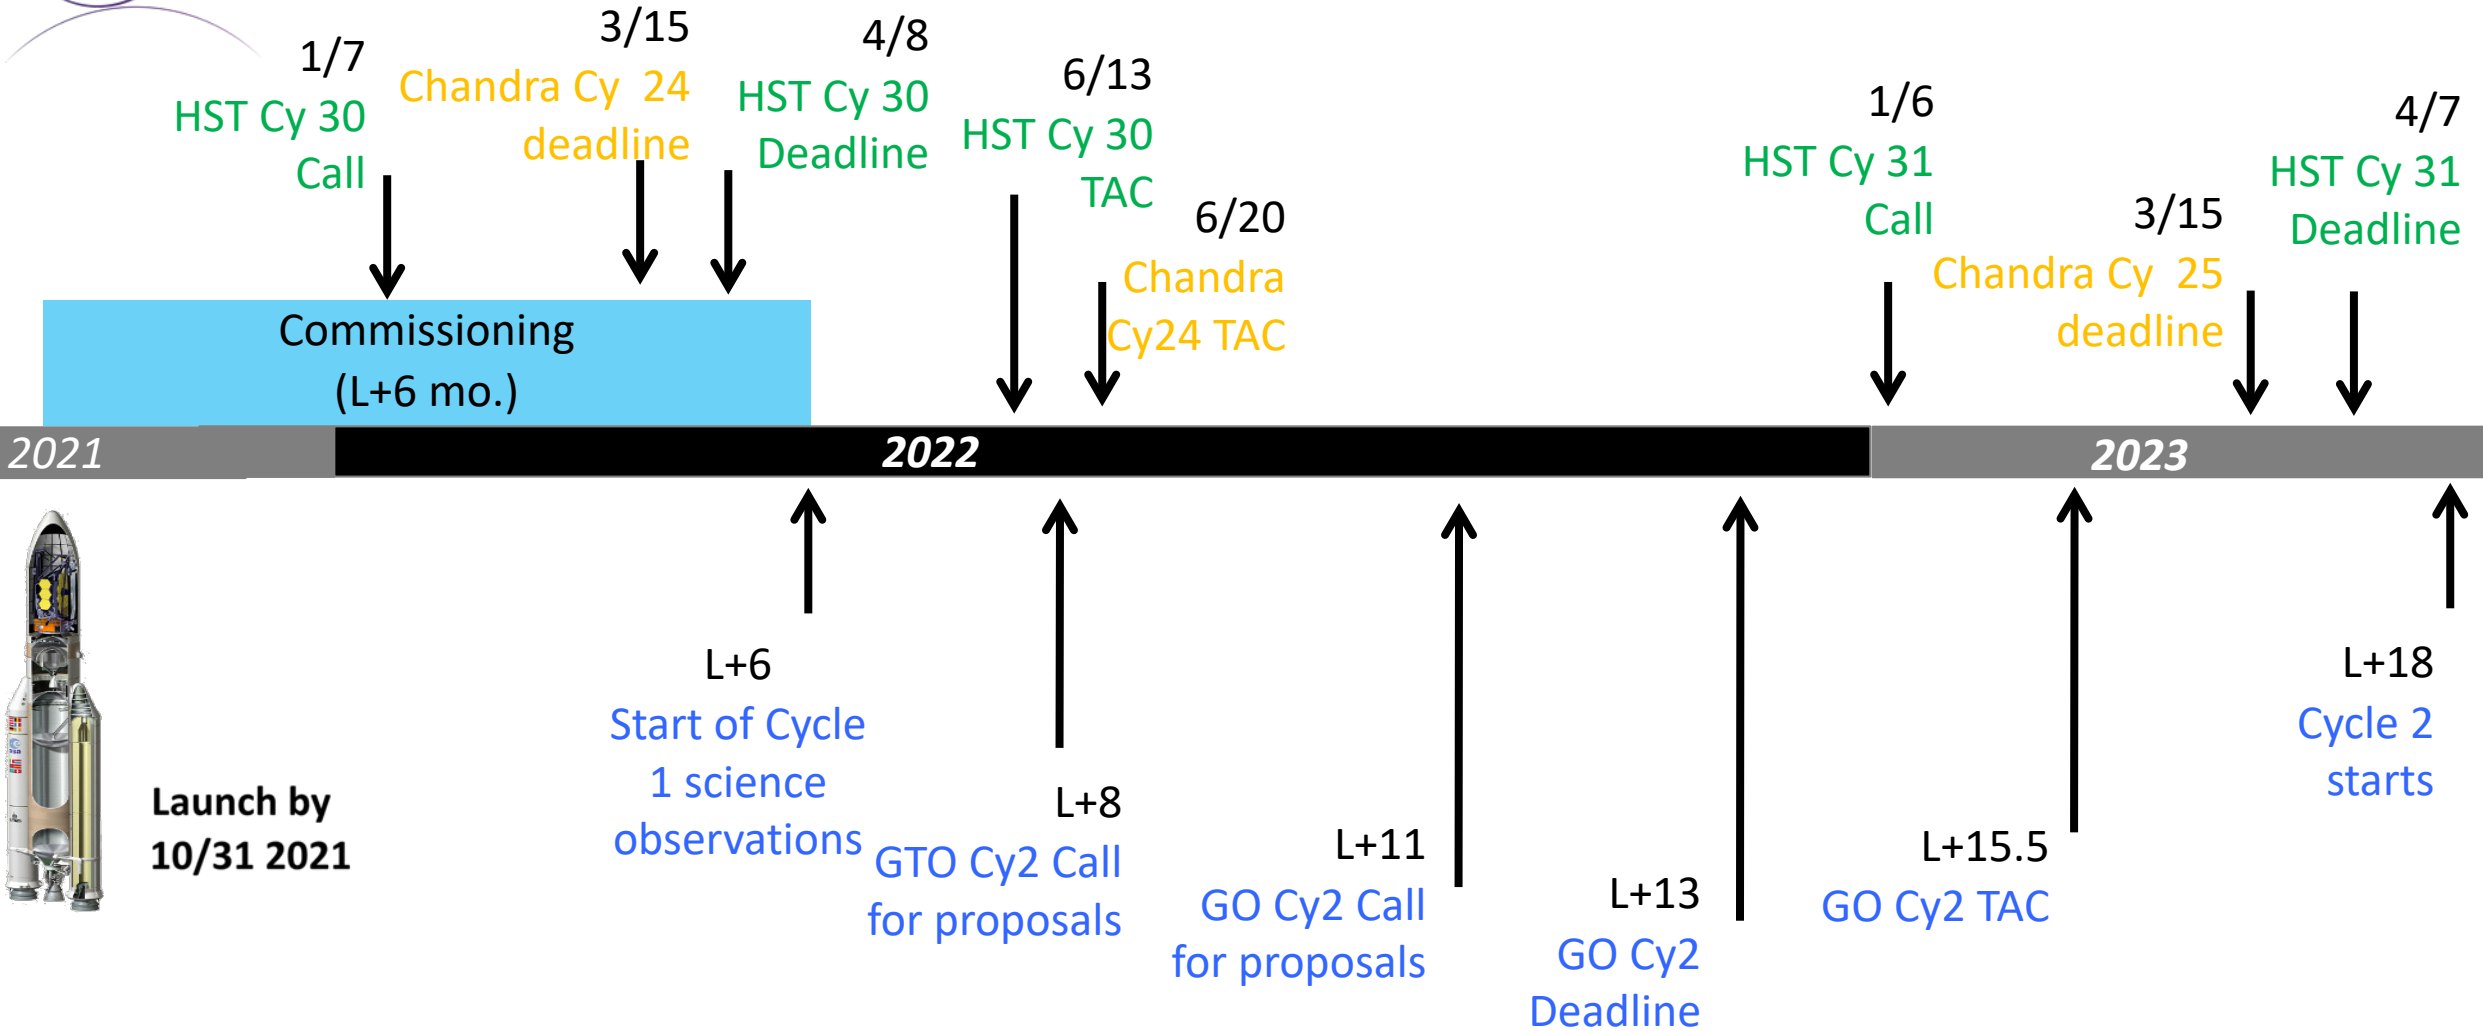 1/7
HST Cy 30
Call
3/15
Chandra Cy  24
deadline
4/8
HST Cy 30
Deadline
6/13
HST Cy 30
TAC
6/20
Chandra
Cy24 TAC
1/6
HST Cy 31
Call
3/15
Chandra Cy  25
deadline
4/7
HST Cy 31
Deadline
Commissioning
(L+6 mo.)
2021
2022
2023
Launch by
10/31 2021
L+6
Start of Cycle
1 science
observations
L+8
GTO Cy2 Call
for proposals
L+11
GO Cy2 Call
for proposals
L+13
GO Cy2
Deadline
L+15.5
GO Cy2 TAC
L+18
Cycle 2
starts